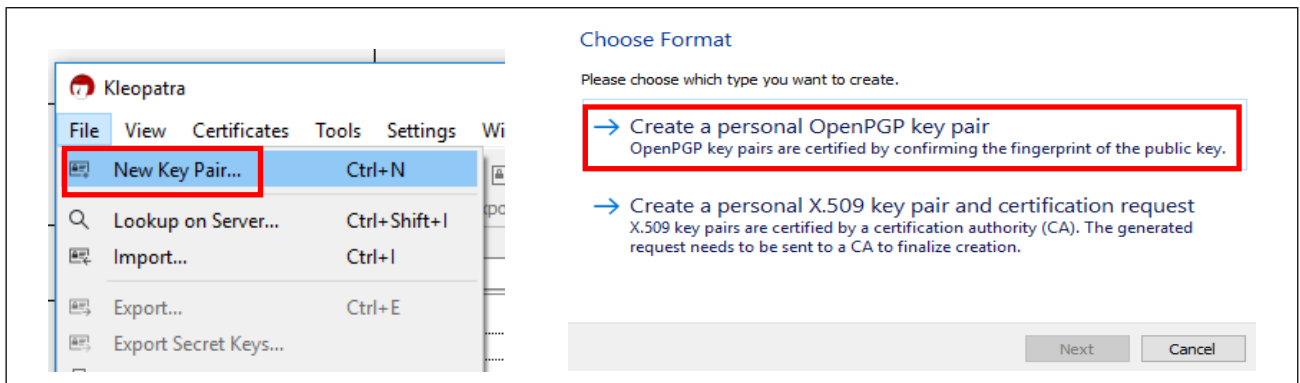 Kleopatra
File View Certificates Tools Settings Wi
New Key Pair... Ctrl+N
Lookup on Server... Ctrl+Shift+I
Import... Ctrl+I
Export... Ctrl+E
Export Secret Keys...
Choose Format
Please choose which type you want to create.
Create a personal OpenPGP key pair
OpenPGP key pairs are certified by confirming the fingerprint of the public key.
Create a personal X.509 key pair and certification request
X.509 key pairs are certified by a certification authority (CA). The generated
request needs to be sent to a CA to finalize creation.
Next Cancel